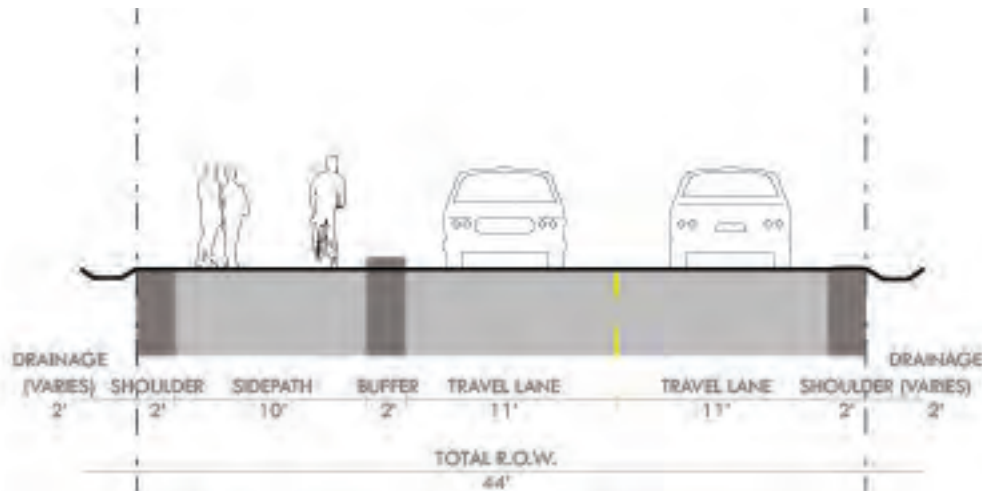 DRAINAGE DRAINAGE
(VARIES) SHOULDER SIDEPATH BUFFER TRAVEL LANE TRAVEL LANE SHOULDER (VARIES)
2' 2' 10' 2' 11' 11' 2' 2'
TOTAL R.O.W.
44'